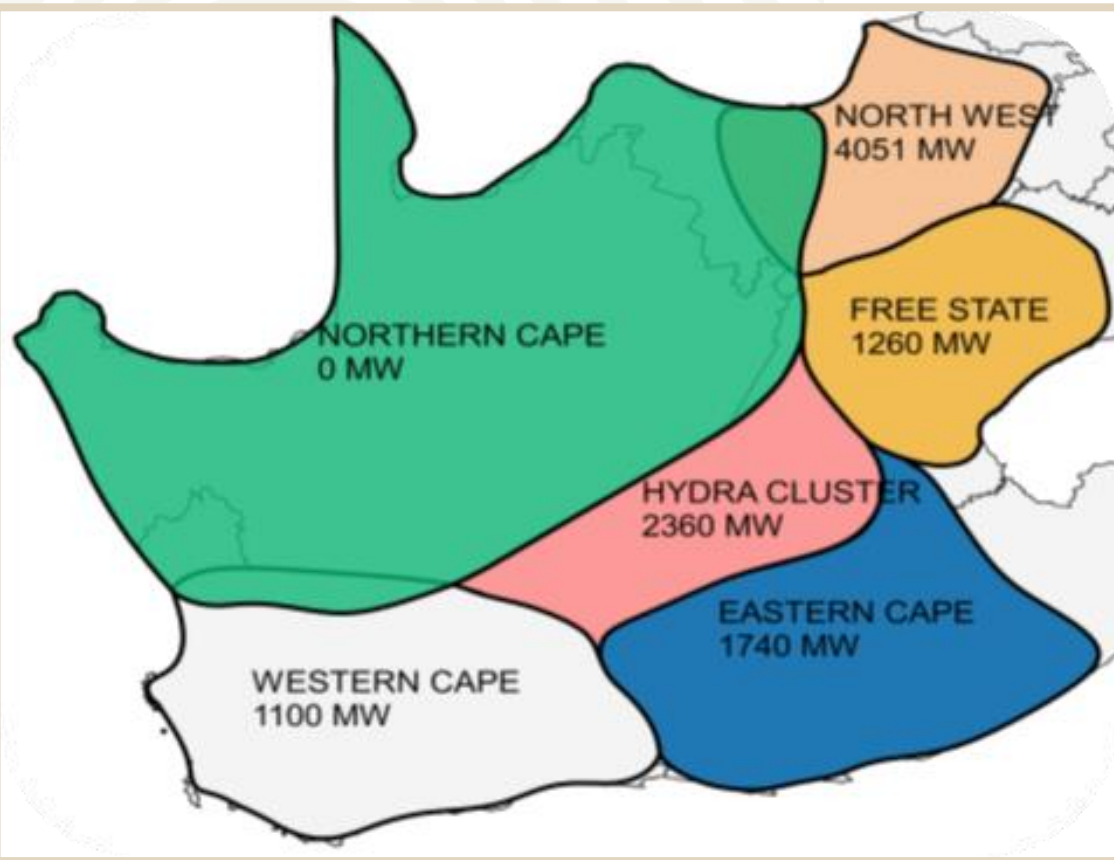 NORTH WEST
4051 MW
FREE STATE
1260 MW
NORTHERN CAPE
0 MW
HYDRA CLUSTER
2360 MW
EASTERN CAPE
1740 MW
WESTERN CAPE
1100 MW